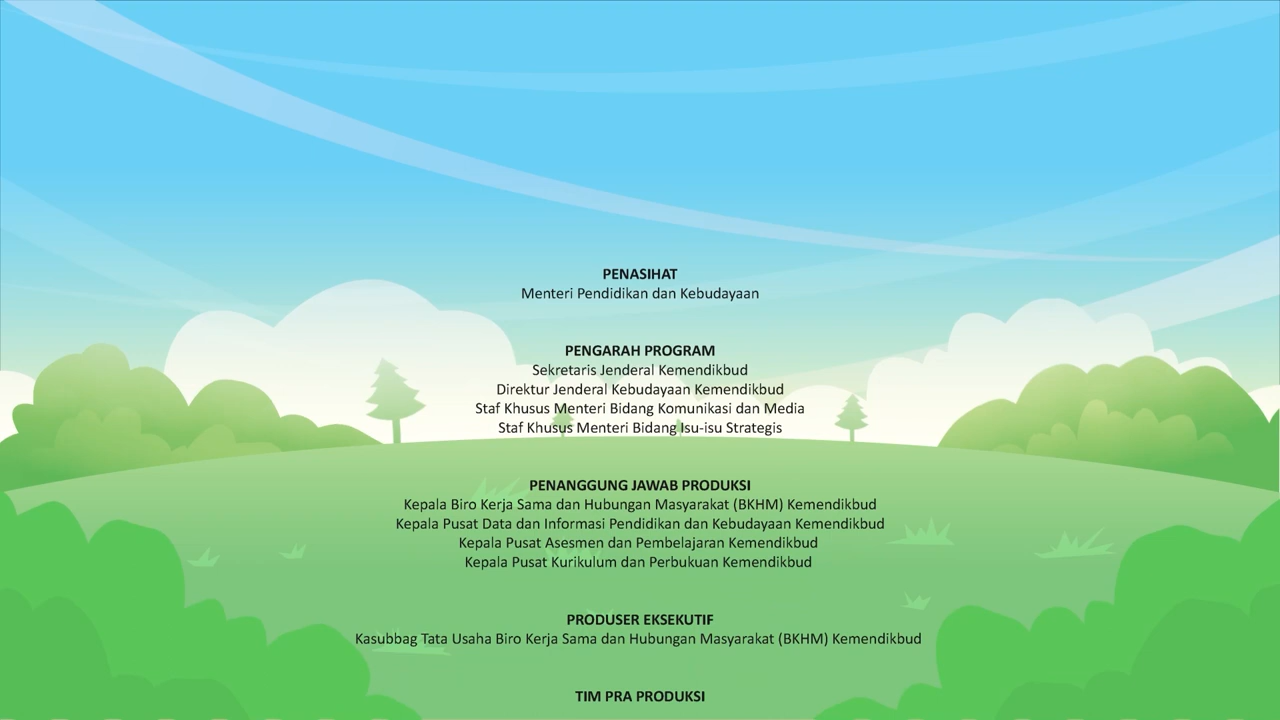 PENASIHAT
Menteri Pendidikan dan Kebudayaan
PENGARAH PROGRAM
Sekretaris Jenderal Kemendikbud
Direktur Jenderal Kebudayaan Kemendikbud
Staf Khusus Menteri Bidang Komunikasi dan Media
Staf Khusus Menteri Bidang Isu-isu Strategis
PENANGGUNG JAWAB PRODUKSI
Kepala Biro Kerja Sama dan Hubungan Masyarakat (BKHM) Kemendikbud
Kepala Pusat Data dan Informasi Pendidikan dan Kebudayaan Kemendikbud
Kepala Pusat Asesmen dan Pembelajaran Kemendikbud
Kepala Pusat Kurikulum dan Perbukuan Kemendikbud
PRODUSER EKSEKUTIF
Kasubbag Tata Usaha Biro Kerja Sama dan Hubungan Masyarakat (BKHM) Kemendikbud
TIM PRA PRODUKSI